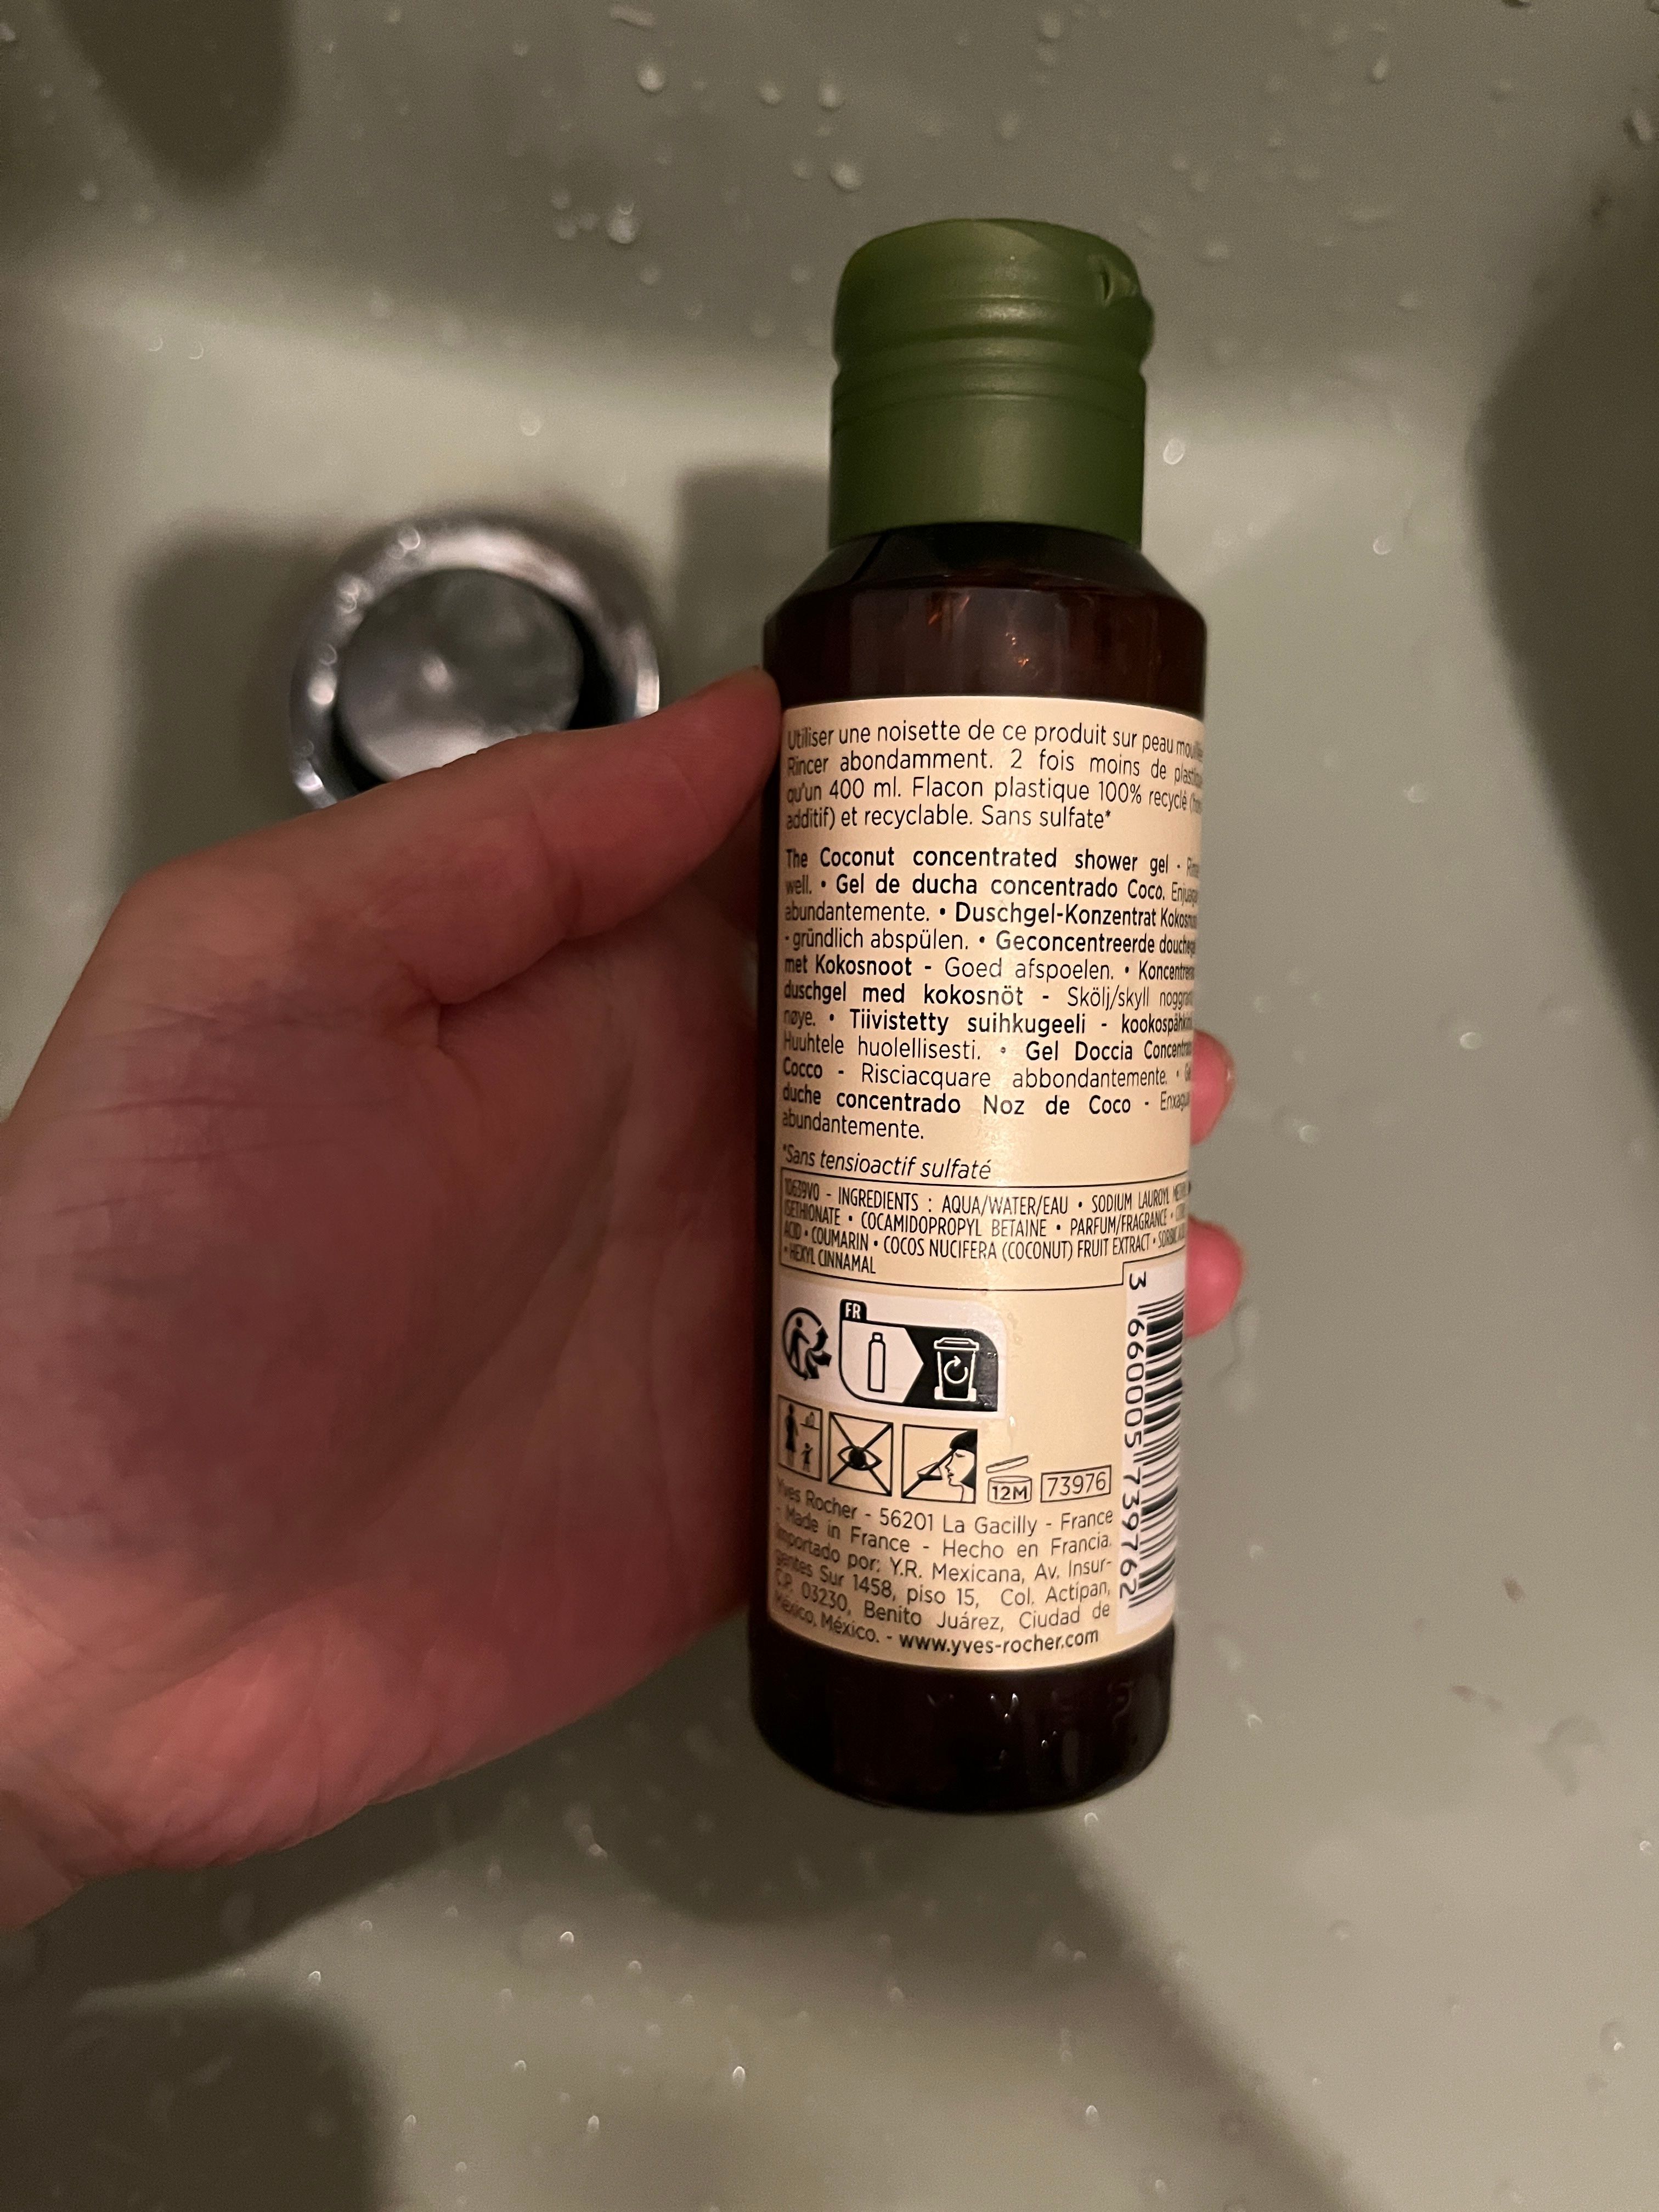 Utiliser une noisette de ce produit sur peau
Rincer abondamment. 2 fois moins de
qu'un 400 ml. Flacon plastique 100% recyclé
additif) et recyclable. Sans sulfate*
The Coconut concentrated shower gel -
well. • Gel de ducha concentrado Coco.
abundantemente. • Duschgel-Konzentrat
- gründlich abspülen. • Geconcentreerde
met Kokosnoot - Goed afspoelen. •
duschgel med kokosnöt - Skölj/skyll
nøye. • Tiivistetty suihkugeeli -
Huuhtele huolellisesti. • Gel Doccia
Cocco - Risciacquare abbondantemente. •
duche concentrado Noz de Coco -
abundantemente.
*Sans tensioactif sulfaté
10639V0 - INGREDIENTS : AQUA/WATER/EAU • SODIUM LAUROYL
ISETHIONATE • COCAMIDOPROPYL BETAINE • PARFUM/FRAGRANCE •
ACID • COUMARIN • COCOS NUCIFERA (COCONUT) FRUIT EXTRACT •
• HEXYL CINNAMAL
FR
12M 73976
3 660005 739762
Yves Rocher - 56201 La Gacilly - France
- Made in France - Hecho en Francia.
Importado por: Y.R. Mexicana, Av. Insur-
gentes Sur 1458, piso 15, Col. Actipan,
C.P. 03230, Benito Juárez, Ciudad de
México, México. - www.yves-rocher.com